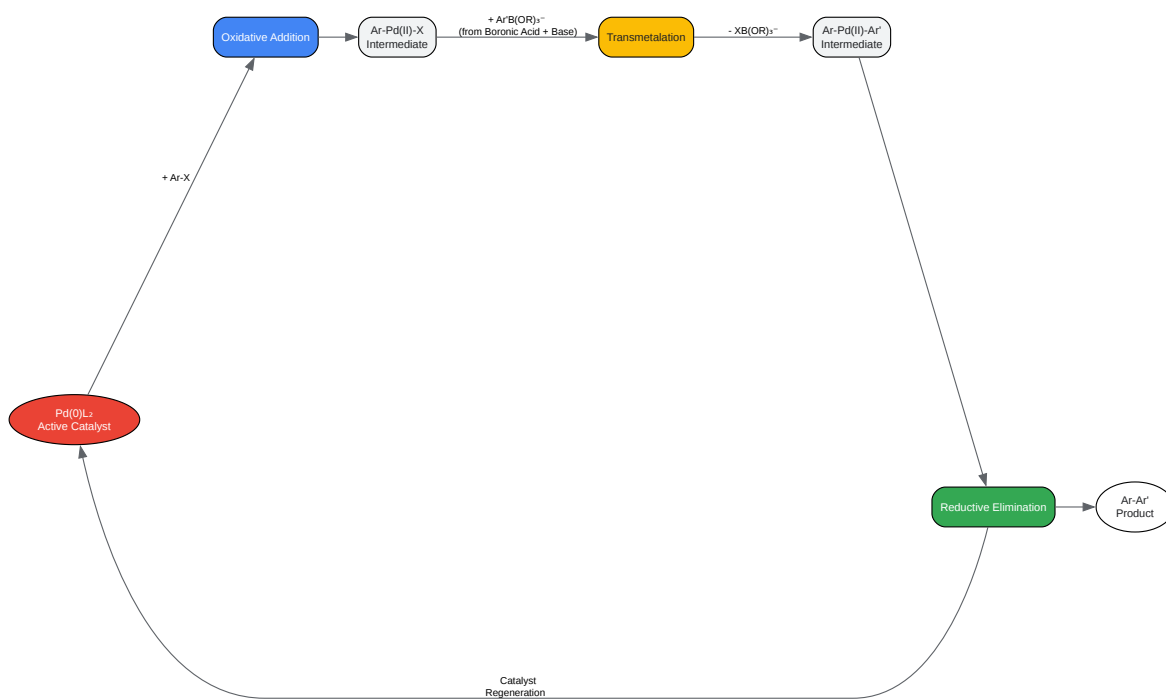 Oxidative Addition
Ar-Pd(II)-X
Intermediate
+ Ar'B(OR)₃⁻
(from Boronic Acid + Base)
Transmetalation
- XB(OR)₃⁻
Ar-Pd(II)-Ar'
Intermediate
+ Ar-X
Pd(0)L₂
Active Catalyst
Reductive Elimination
Ar-Ar'
Product
Catalyst
Regeneration